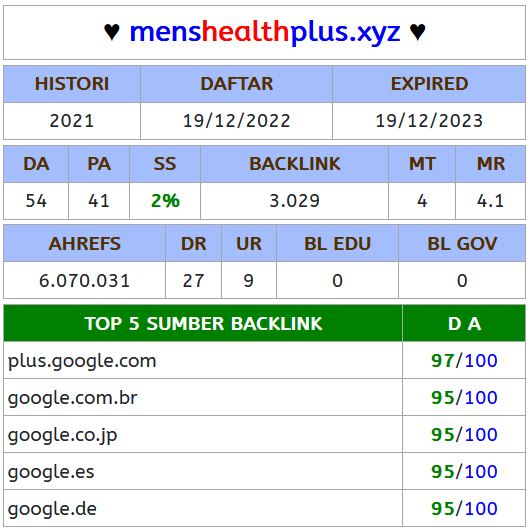 ♥ menshealthplus.xyz ♥
HISTORI DAFTAR EXPIRED
2021 19/12/2022 19/12/2023
DA PA SS BACKLINK MT MR
54 41 2% 3.029 4 4.1
AHREFS DR UR BL EDU BL GOV
6.070.031 27 9 0 0
TOP 5 SUMBER BACKLINK D A
plus.google.com 97/100
google.com.br 95/100
google.co.jp 95/100
google.es 95/100
google.de 95/100